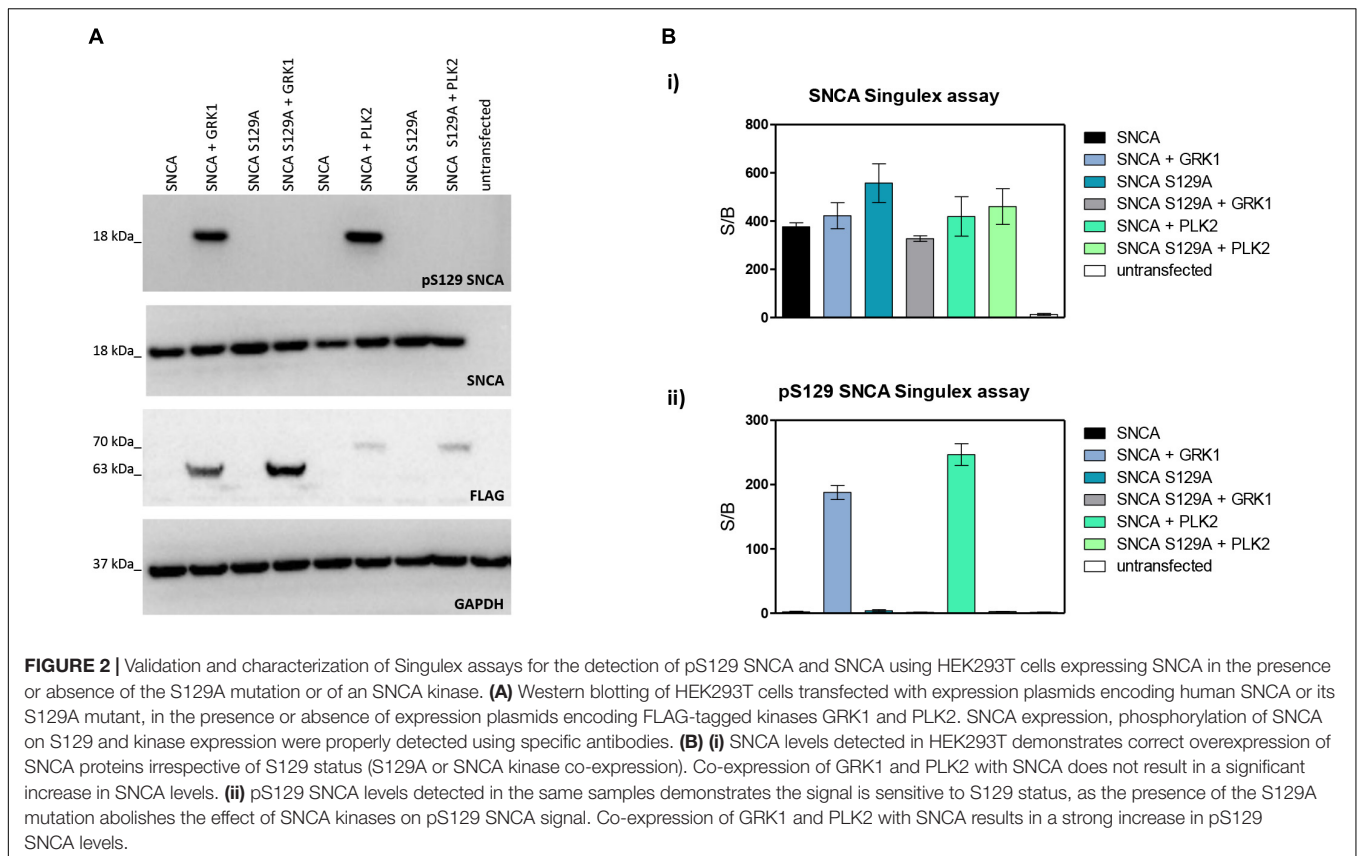 A
SNCA
SNCA + GRK1
SNCA S129A
SNCA S129A + GRK1
SNCA
SNCA + PLK2
SNCA S129A
SNCA S129A + PLK2
untransfected
18 kDa_
pS129 SNCA
18 kDa_
SNCA
70 kDa_
63 kDa_
FLAG
37 kDa_
GAPDH
B
i)
SNCA Singulex assay
800
600
400
200
0
S/B
SNCA
SNCA + GRK1
SNCA S129A
SNCA S129A + GRK1
SNCA + PLK2
SNCA S129A + PLK2
untransfected
ii)
pS129 SNCA Singulex assay
300
200
100
0
S/B
SNCA
SNCA + GRK1
SNCA S129A
SNCA S129A + GRK1
SNCA + PLK2
SNCA S129A + PLK2
untransfected
FIGURE 2 | Validation and characterization of Singulex assays for the detection of pS129 SNCA and SNCA using HEK293T cells expressing SNCA in the presence
or absence of the S129A mutation or of an SNCA kinase. (A) Western blotting of HEK293T cells transfected with expression plasmids encoding human SNCA or its
S129A mutant, in the presence or absence of expression plasmids encoding FLAG-tagged kinases GRK1 and PLK2. SNCA expression, phosphorylation of SNCA
on S129 and kinase expression were properly detected using specific antibodies. (B) (i) SNCA levels detected in HEK293T demonstrates correct overexpression of
SNCA proteins irrespective of S129 status (S129A or SNCA kinase co-expression). Co-expression of GRK1 and PLK2 with SNCA does not result in a significant
increase in SNCA levels. (ii) pS129 SNCA levels detected in the same samples demonstrates the signal is sensitive to S129 status, as the presence of the S129A
mutation abolishes the effect of SNCA kinases on pS129 SNCA signal. Co-expression of GRK1 and PLK2 with SNCA results in a strong increase in pS129
SNCA levels.